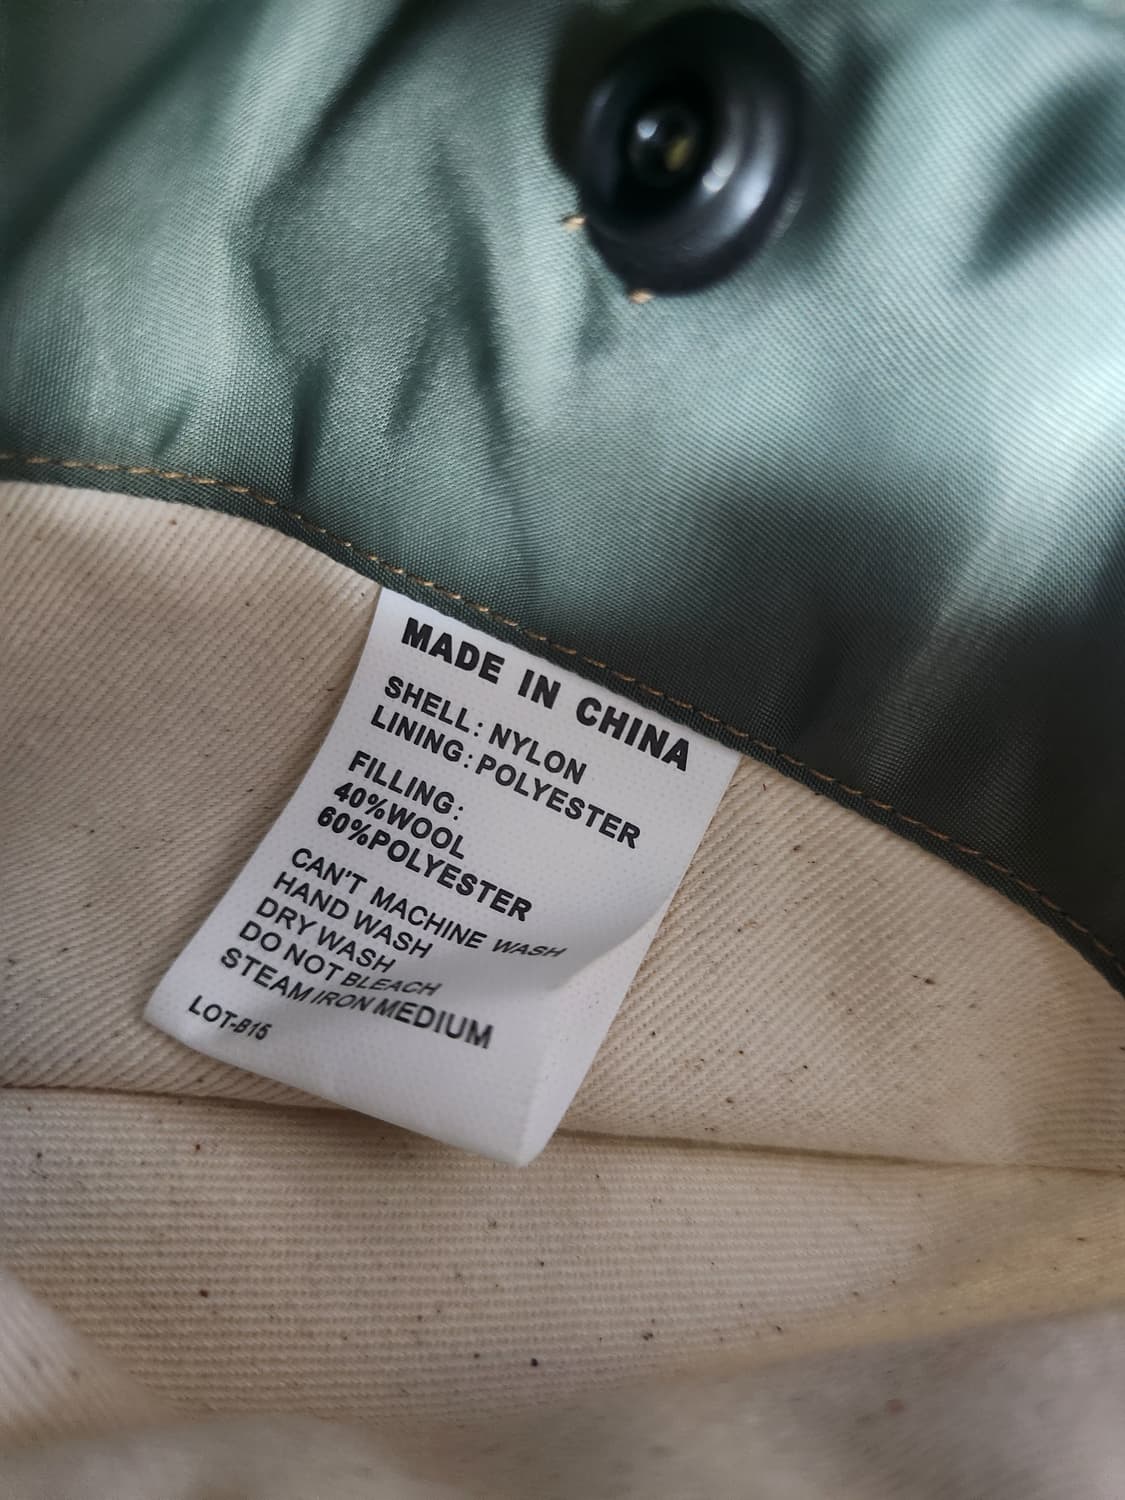 MADE IN CHINA
SHELL: NYLON
LINING: POLYESTER
FILLING:
40%WOOL
60%POLYESTER
CAN'T MACHINE WASH
HAND WASH
DRY WASH
DO NOT BLEACH
STEAM IRON MEDIUM
LOT-B15